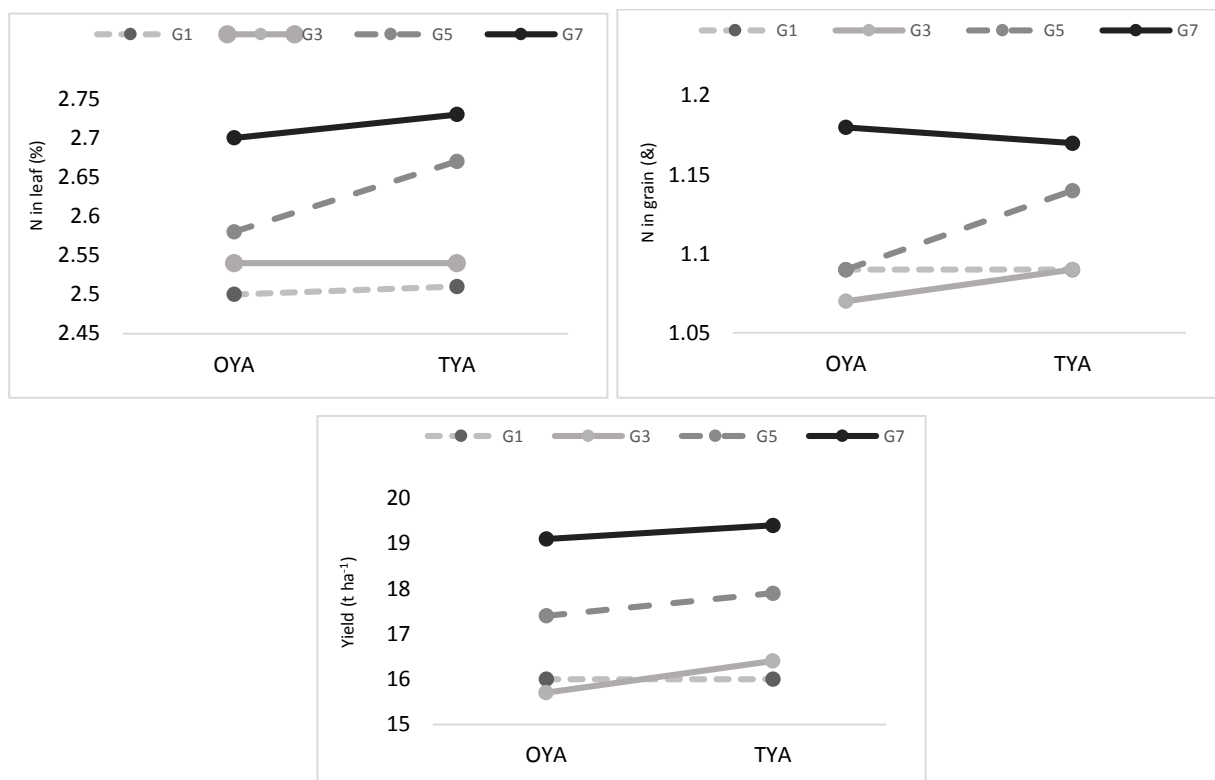 G1 G3 G5 G7
2.75
2.7
2.65
2.6
2.55
2.5
2.45
N in leaf (%)
OYA TYA
G1 G3 G5 G7
1.2
1.15
1.1
1.05
N in grain (&)
OYA TYA
G1 G3 G5 G7
20
19
18
17
16
15
Yield (t ha⁻¹)
OYA TYA